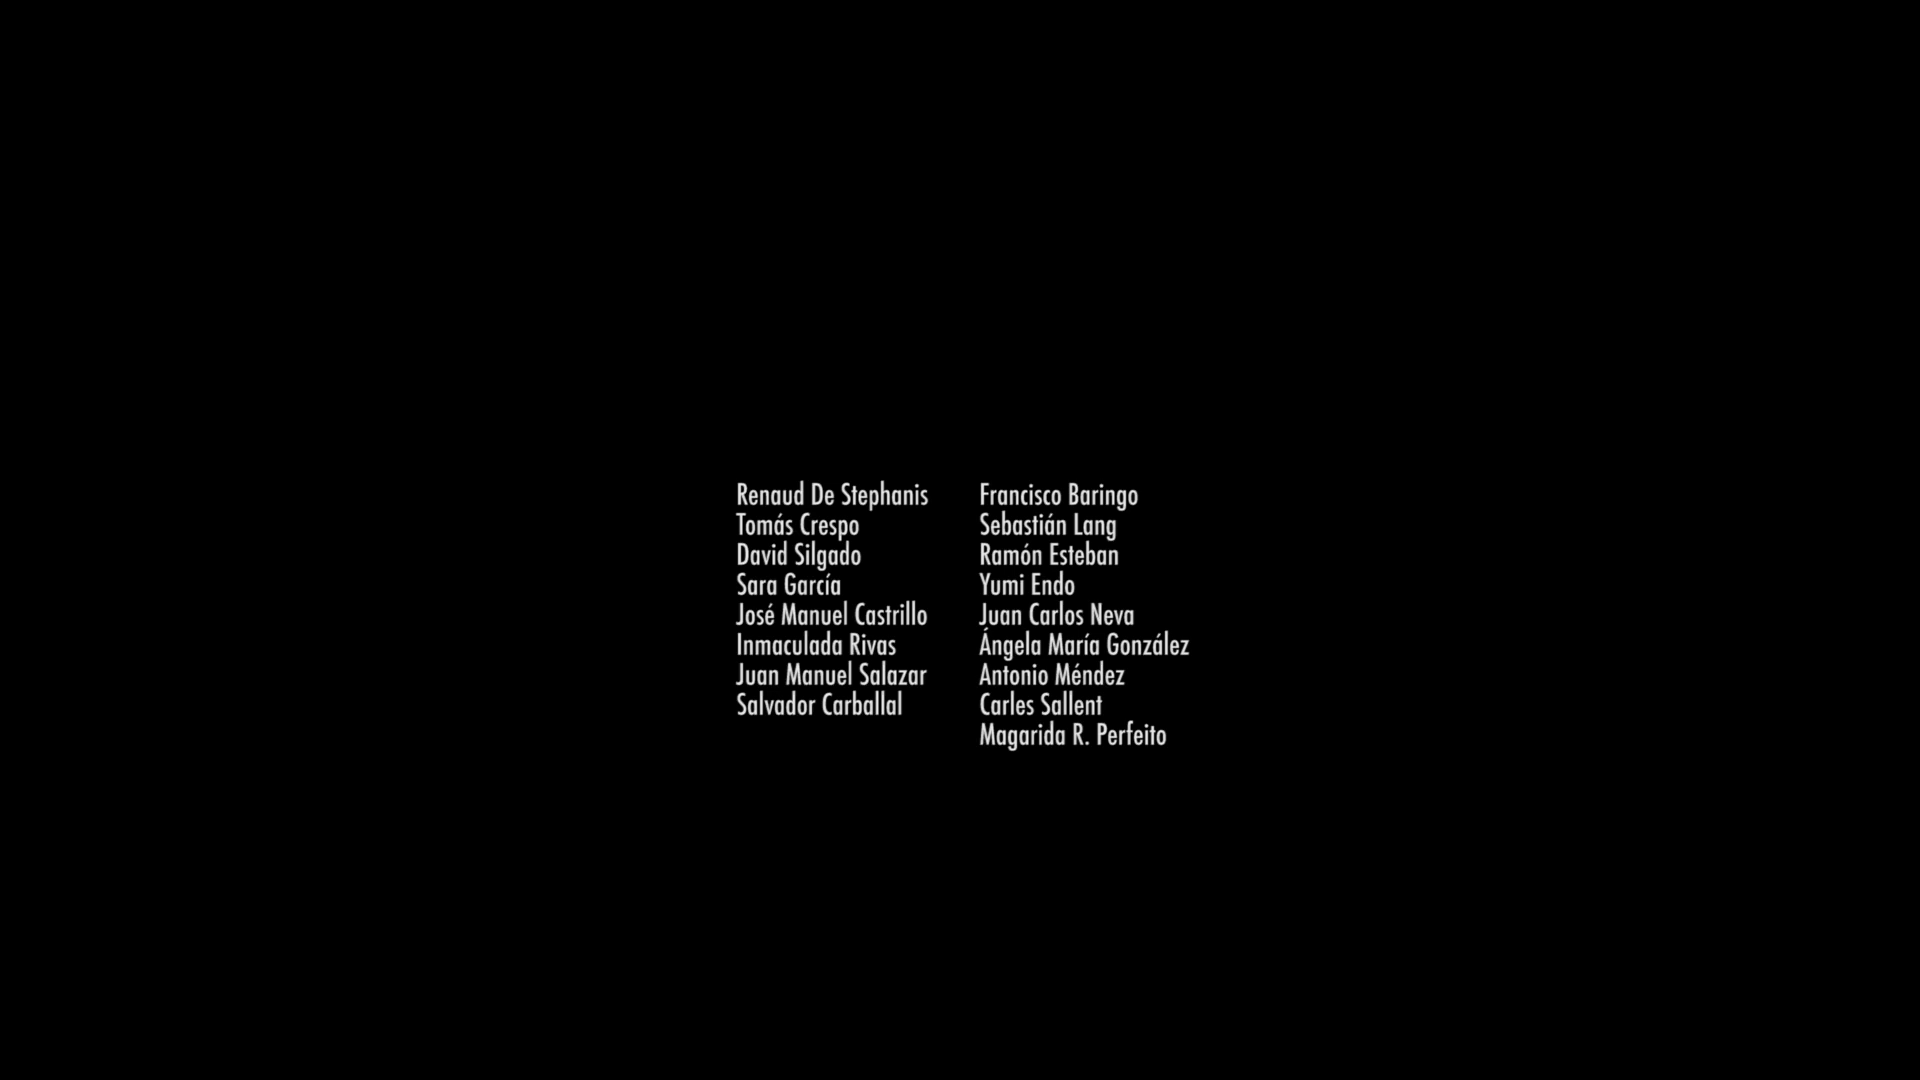 Renaud De Stephanis
Tomás Crespo
David Silgado
Sara García
José Manuel Castrillo
Inmaculada Rivas
Juan Manuel Salazar
Salvador Carballal
Francisco Baringo
Sebastián Lang
Ramón Esteban
Yumi Endo
Juan Carlos Neva
Ángela María González
Antonio Méndez
Carles Sallent
Magarida R. Perfeito